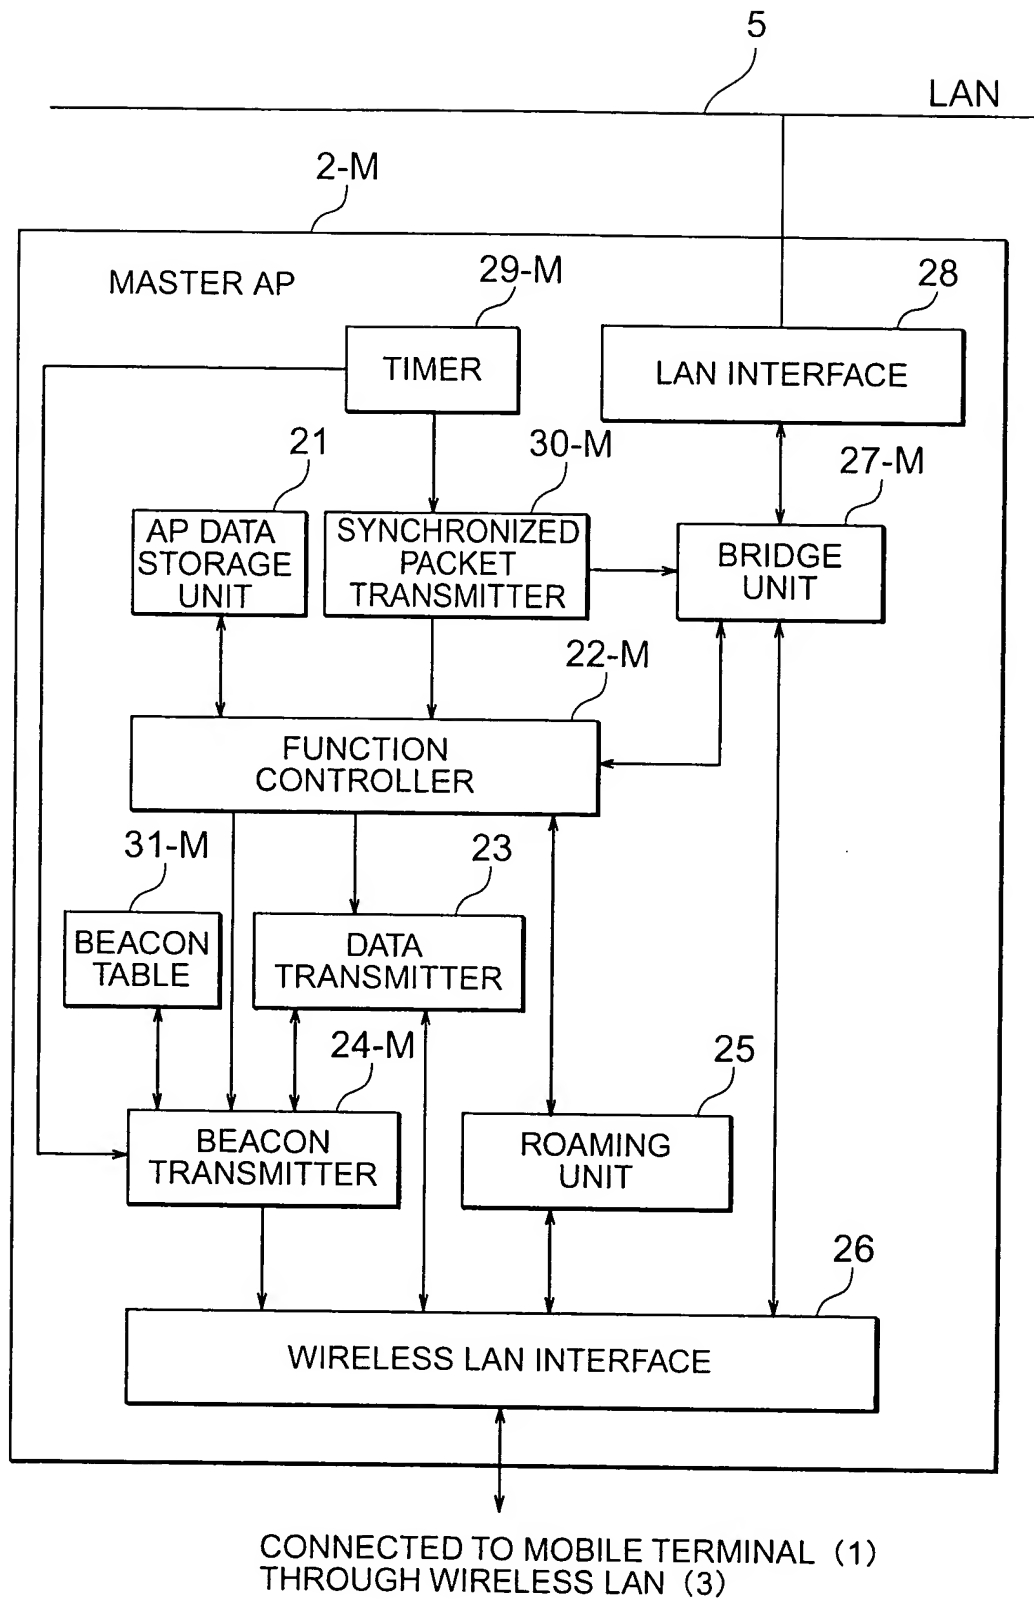 5
LAN
2-M
MASTER AP
29-M
28
TIMER
LAN INTERFACE
21
30-M
27-M
AP DATA
STORAGE
UNIT
SYNCHRONIZED
PACKET
TRANSMITTER
BRIDGE
UNIT
22-M
FUNCTION
CONTROLLER
31-M
23
BEACON
TABLE
DATA
TRANSMITTER
24-M
25
BEACON
TRANSMITTER
ROAMING
UNIT
26
WIRELESS LAN INTERFACE
CONNECTED TO MOBILE TERMINAL (1)
THROUGH WIRELESS LAN (3)